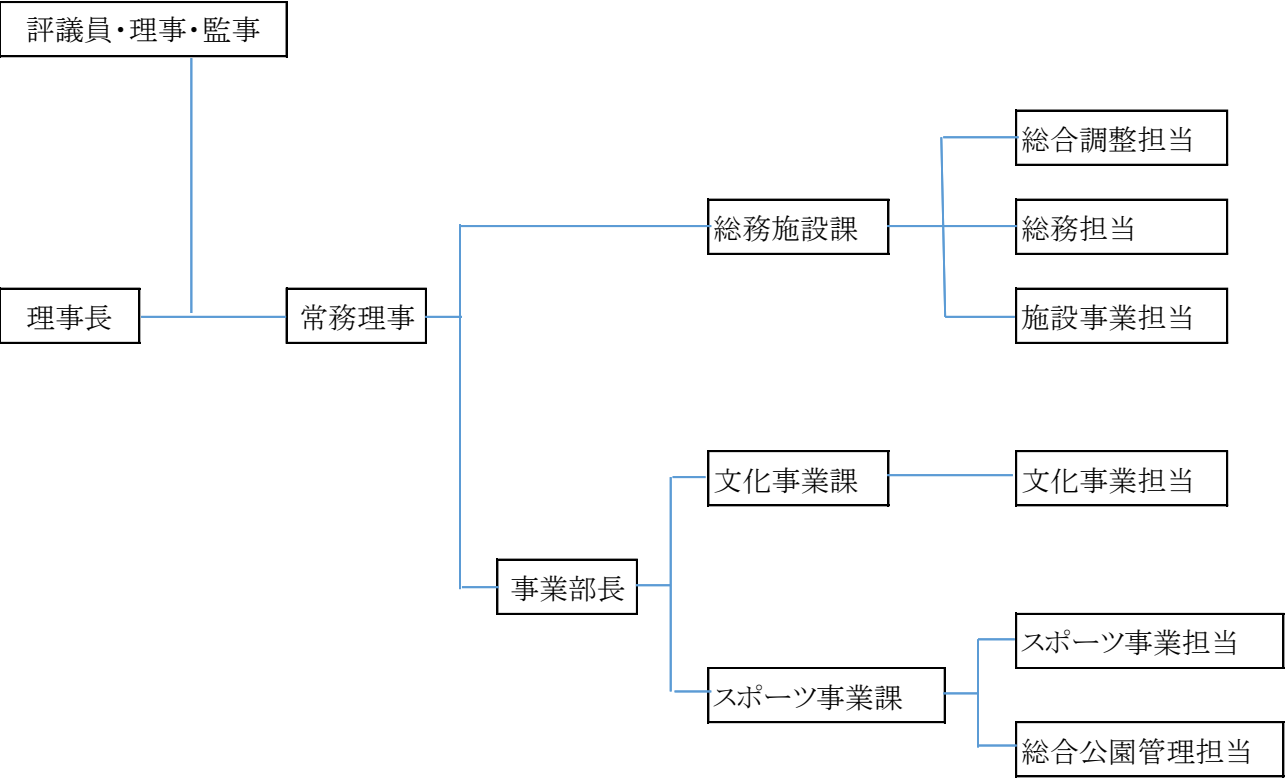 評議員・理事・監事
総合調整担当
総務施設課
総務担当
理事長
常務理事
施設事業担当
文化事業課
文化事業担当
事業部長
スポーツ事業担当
スポーツ事業課
総合公園管理担当